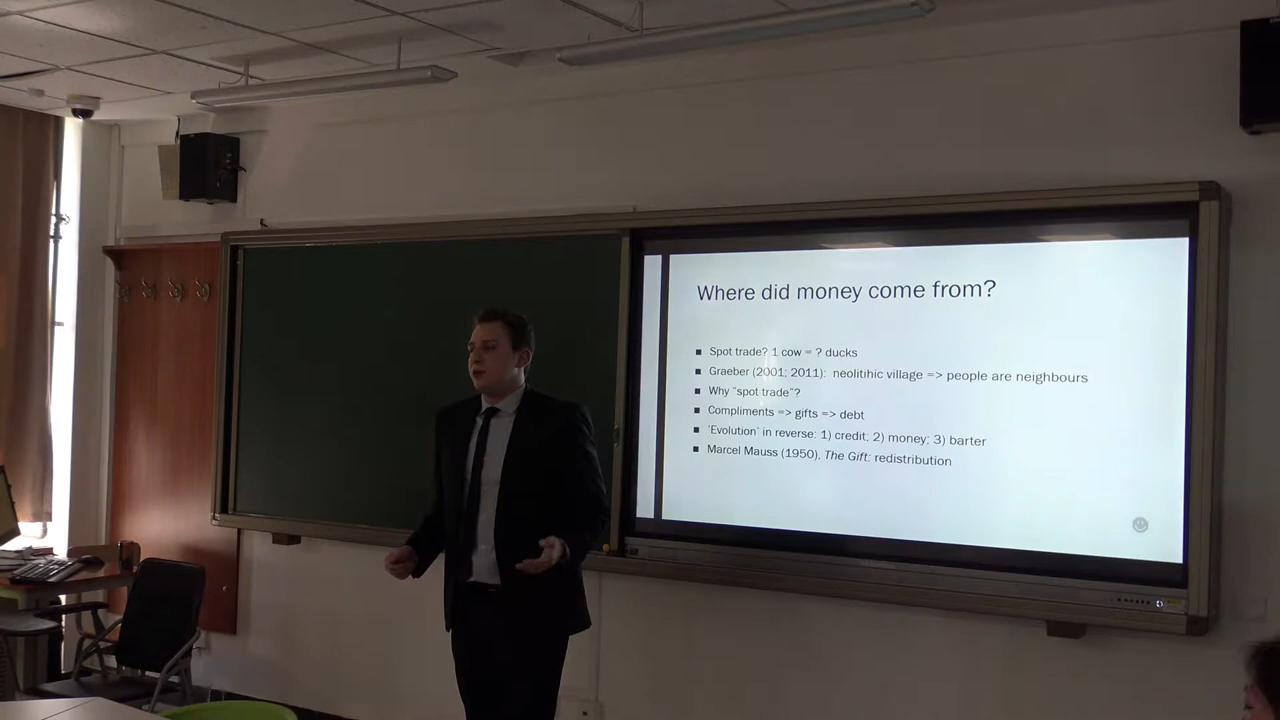 Where did money come from?
Spot trade? 1 cow = ? ducks
Graeber (2001; 2011): neolitihic village => people are neighbours
Why "spot trade"?
Compliments => gifts => debt
'Evolution' in reverse: 1) credit; 2) money; 3) barter
Marcel Mauss (1950), The Gift: redistribution